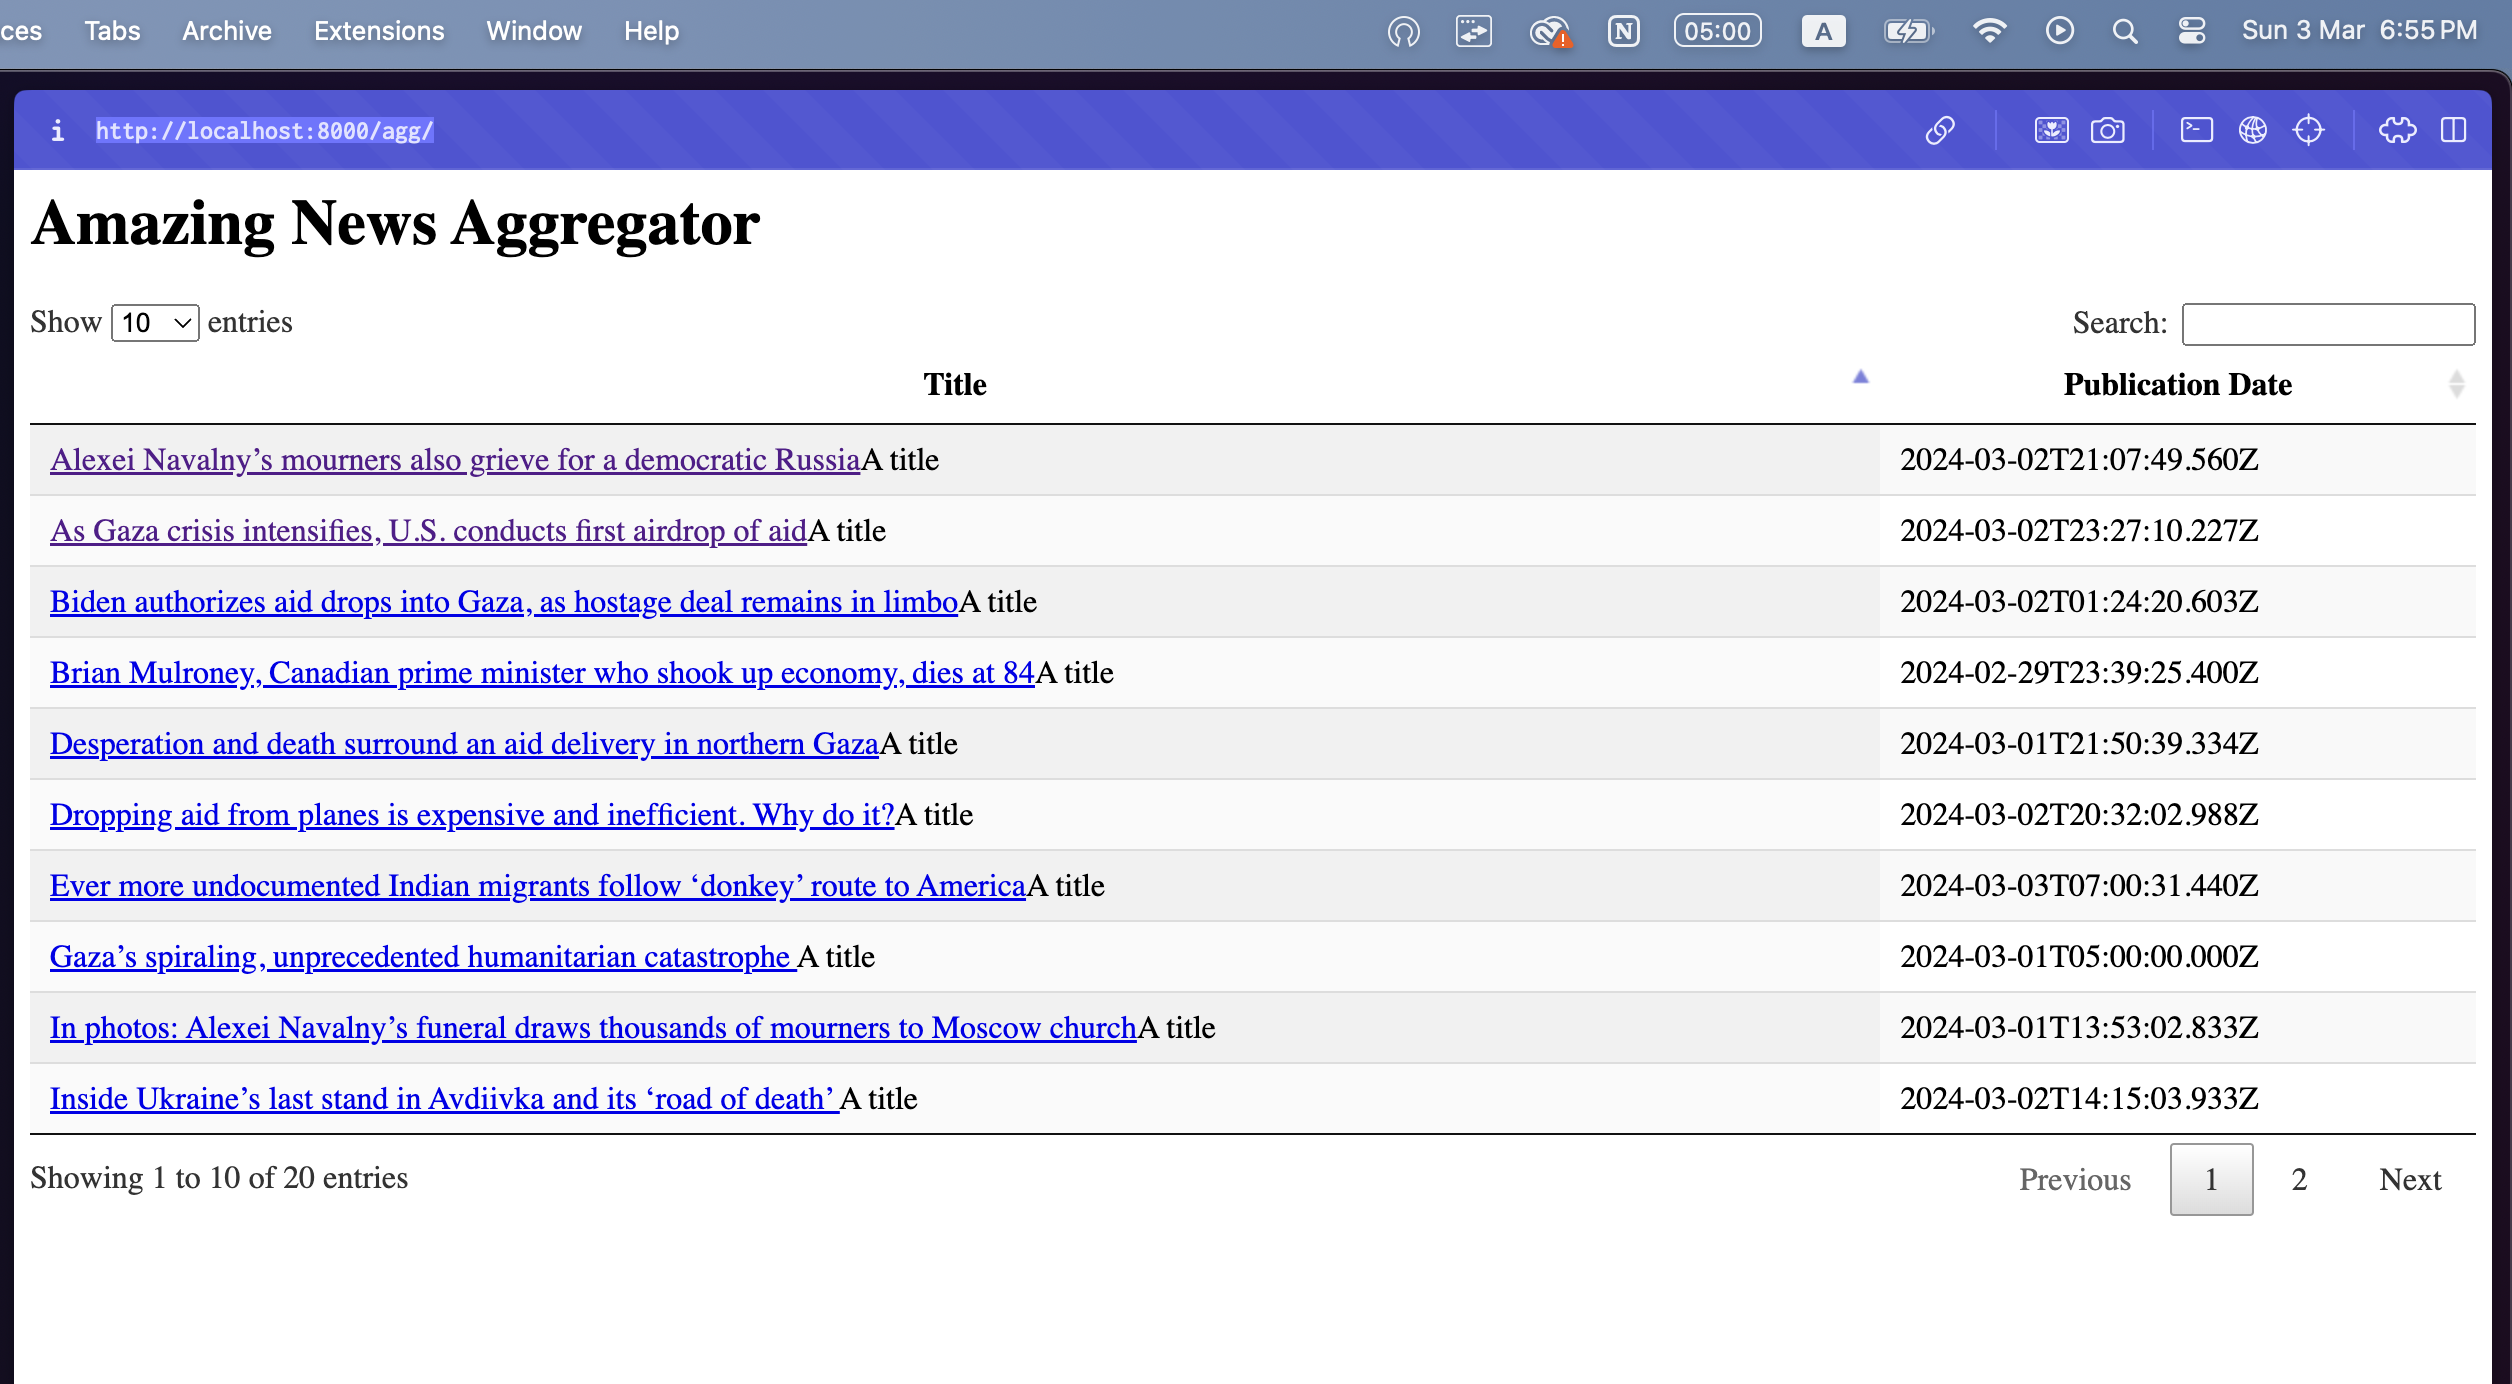 ces Tabs Archive Extensions Window Help N 05:00 A Sun 3 Mar 6:55 PM
i http://localhost:8000/agg/
Amazing News Aggregator
Show 10 entries Search:
Title Publication Date
Alexei Navalny’s mourners also grieve for a democratic RussiaA title 2024-03-02T21:07:49.560Z
As Gaza crisis intensifies, U.S. conducts first airdrop of aidA title 2024-03-02T23:27:10.227Z
Biden authorizes aid drops into Gaza, as hostage deal remains in limboA title 2024-03-02T01:24:20.603Z
Brian Mulroney, Canadian prime minister who shook up economy, dies at 84A title 2024-02-29T23:39:25.400Z
Desperation and death surround an aid delivery in northern GazaA title 2024-03-01T21:50:39.334Z
Dropping aid from planes is expensive and inefficient. Why do it?A title 2024-03-02T20:32:02.988Z
Ever more undocumented Indian migrants follow ‘donkey’ route to AmericaA title 2024-03-03T07:00:31.440Z
Gaza’s spiraling, unprecedented humanitarian catastrophe A title 2024-03-01T05:00:00.000Z
In photos: Alexei Navalny’s funeral draws thousands of mourners to Moscow churchA title 2024-03-01T13:53:02.833Z
Inside Ukraine’s last stand in Avdiivka and its ‘road of death’ A title 2024-03-02T14:15:03.933Z
Showing 1 to 10 of 20 entries Previous 1 2 Next